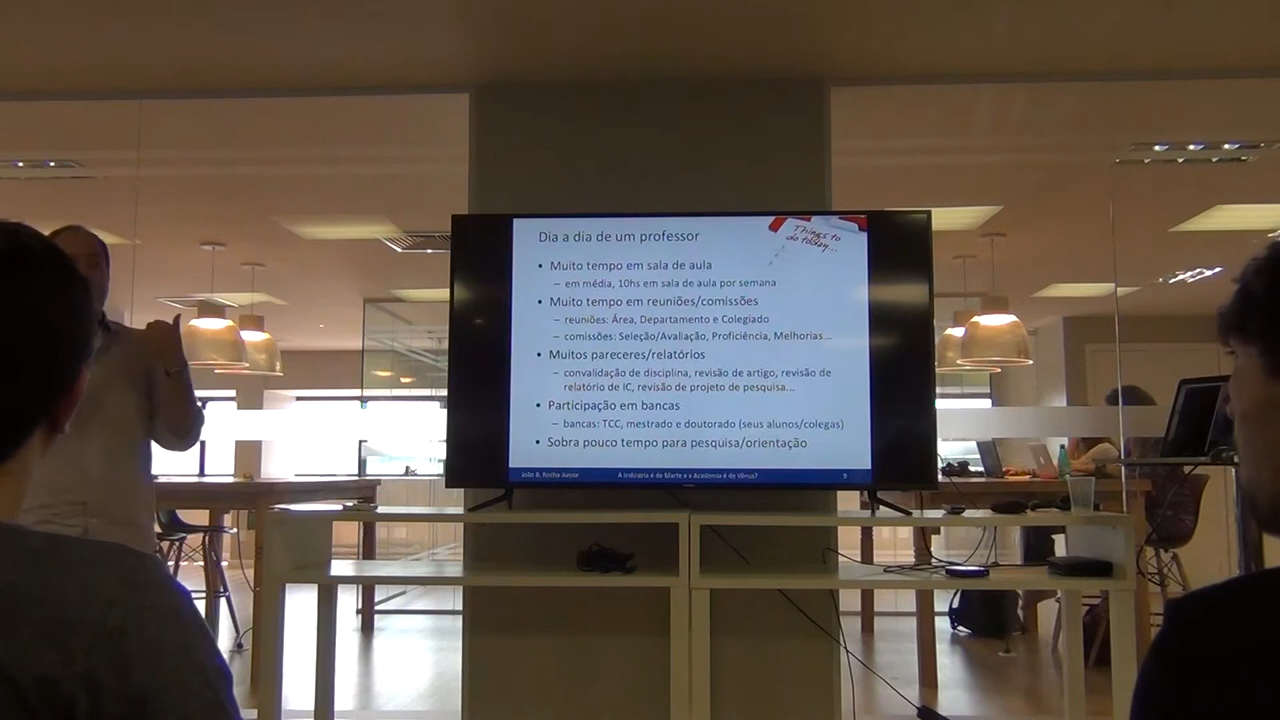 Dia a dia de um professor
Things to
do today...
• Muito tempo em sala de aula
– em média, 10hs em sala de aula por semana
• Muito tempo em reuniões/comissões
– reuniões: Área, Departamento e Colegiado
– comissões: Seleção/Avaliação, Proficiência, Melhorias...
• Muitos pareceres/relatórios
– convalidação de disciplina, revisão de artigo, revisão de
relatório de IC, revisão de projeto de pesquisa...
• Participação em bancas
– bancas: TCC, mestrado e doutorado (seus alunos/colegas)
• Sobra pouco tempo para pesquisa/orientação
João B. Rocha Junior
A Indústria é de Marte e a Academia é de Vênus?
9